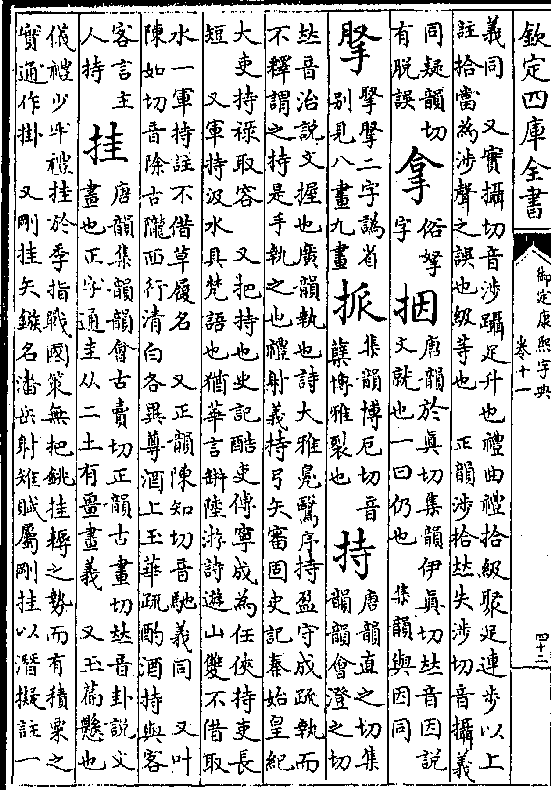 欽定四庫全書
御定康熙字典
卷十一
四十三
義同 又實攝切音涉躡足升也禮曲禮拾級聚足連步以上
註拾當為涉聲之誤也級等也 正韻涉拾𠀤失涉切音攝義
同疑韻切
有脫誤
拿
俗拏
字
捆
唐韻於真切集韻伊真切𠀤音因說
文就也一曰仍也 集韻與因同
掔
掔掔二字譌省
別見八畫九畫
挀
集韻博厄切音
蘗博雅裂也
持
唐韻直之切集
韻韻會澄之切
𠀤音治說文握也廣韻執也詩大雅鳧鷖序持盈守成疏執而
不釋謂之持是手執之也禮射義持弓矢審固史記秦始皇紀
大吏持祿取容 又把持也史記酷吏傳寧成為任俠持吏長
短 又軍持汲水具梵語也猶華言缾陸游詩遊山雙不借取
水一軍持註不借草履名 又正韻陳知切音馳義同 又叶
陳如切音除古隴西行清白各異尊酒上玉華疏酌酒持與客
客言主
人持
挂
唐韻集韻韻會古賣切正韻古畫切𠀤音卦說文
畫也正字通圭从二土有畺畫義 又玉篇懸也
儀禮少牢禮挂於季指戰國策無把銚挂耨之勢而有積粟之
實通作掛 又剛挂矢鏃名潘岳射雉賦屬剛挂以潛擬註一